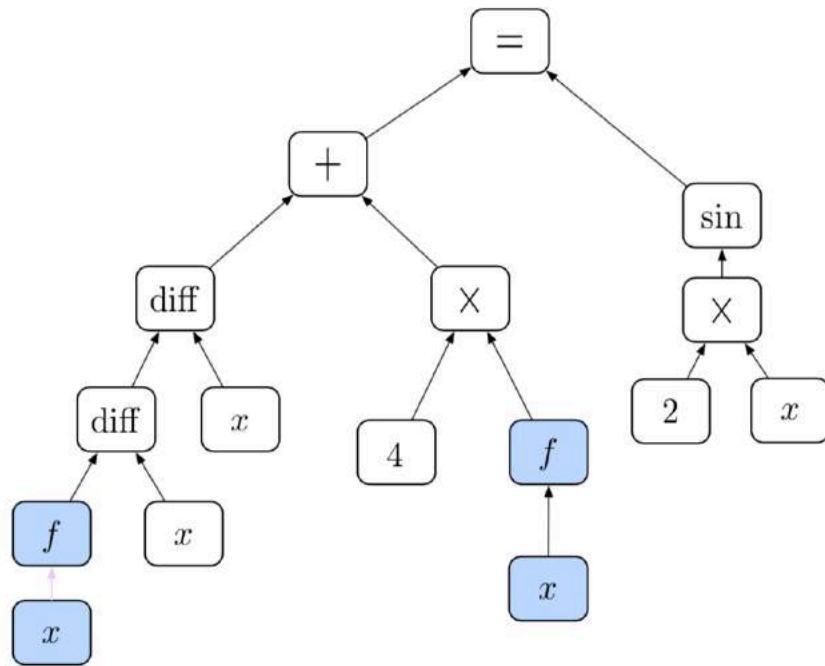 =
+
sin
diff
×
×
diff
x
4
f
2
x
f
x
x
x